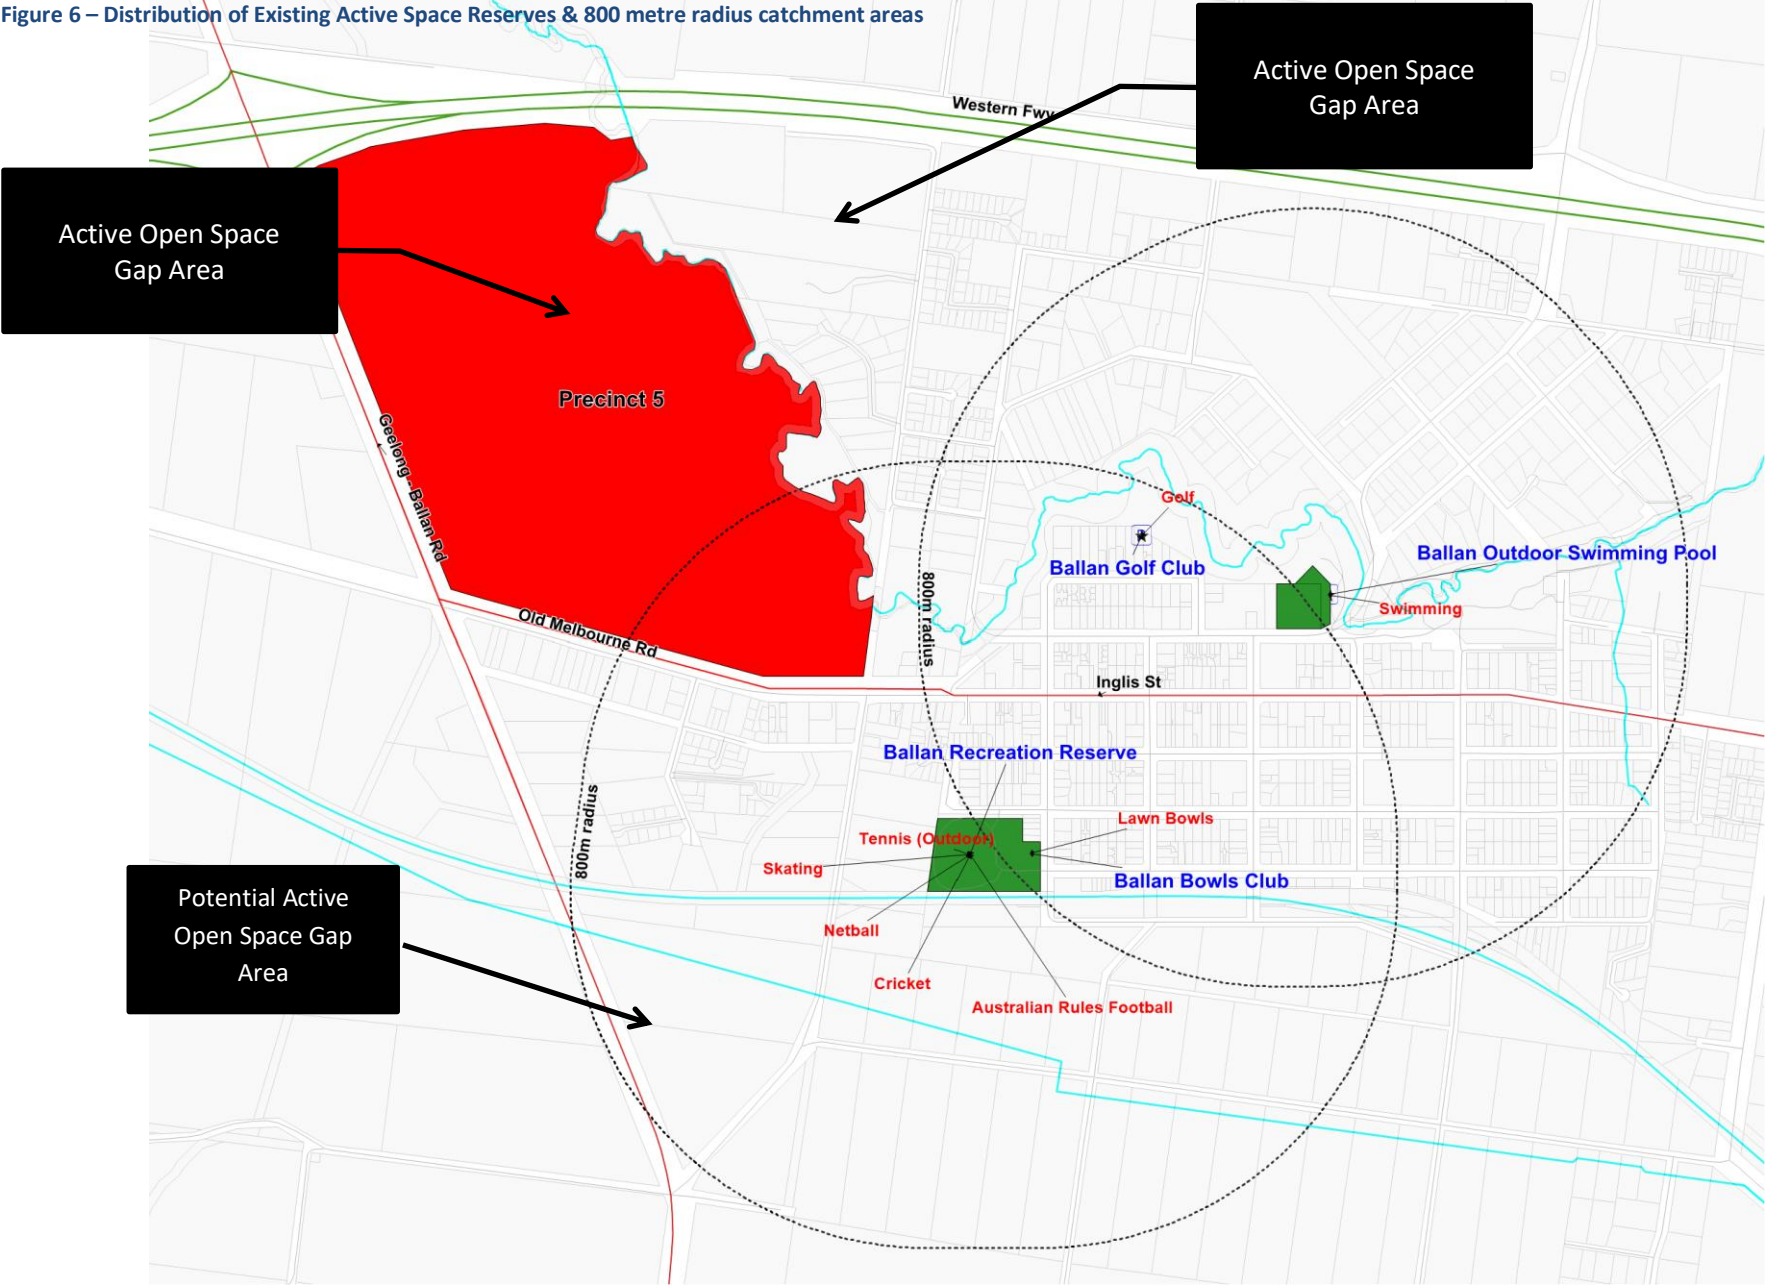 Figure 6 – Distribution of Existing Active Space Reserves & 800 metre radius catchment areas
Active Open Space
Gap Area
Western Fwy
Active Open Space
Gap Area
Precinct 5
Geelong - Ballan Rd
Golf
Ballan Golf Club
Ballan Outdoor Swimming Pool
Swimming
800m radius
Old Melbourne Rd
Inglis St
Ballan Recreation Reserve
800m radius
Lawn Bowls
Tennis (Outdoor)
Skating
Ballan Bowls Club
Potential Active
Open Space Gap
Area
Netball
Cricket
Australian Rules Football